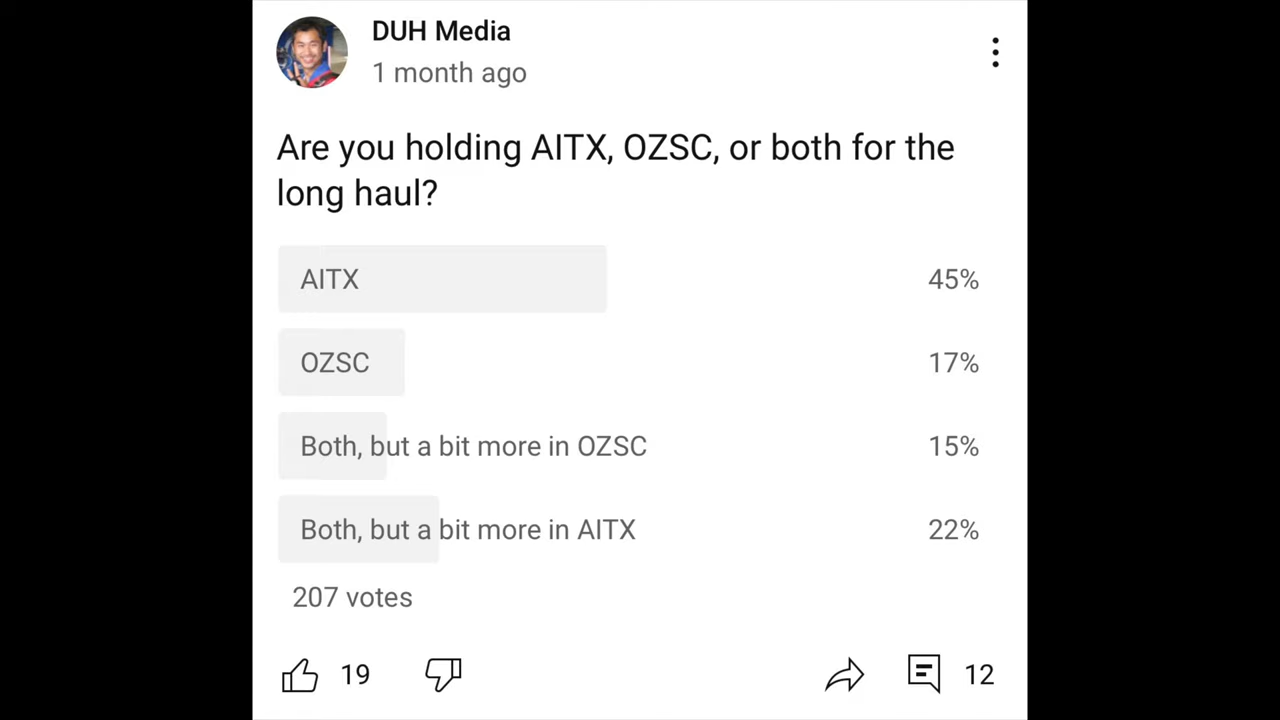 DUH Media
1 month ago
Are you holding AITX, OZSC, or both for the
long haul?
AITX 45%
OZSC 17%
Both, but a bit more in OZSC 15%
Both, but a bit more in AITX 22%
207 votes
19 12